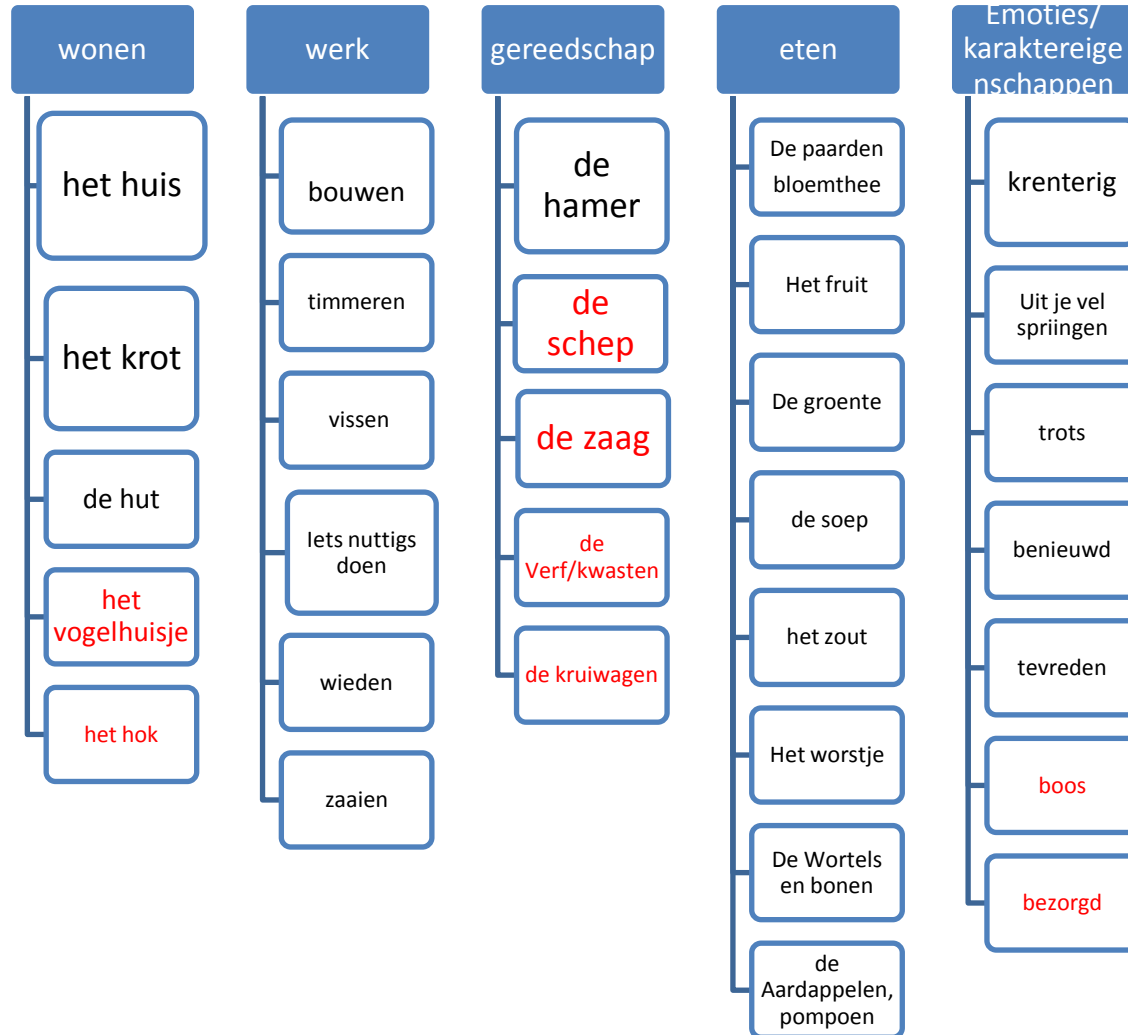 wonen
het huis
het krot
de hut
het
vogelhuisje
het hok
werk
bouwen
timmeren
vissen
Iets nuttigs
doen
wieden
zaaien
gereedschap
de
hamer
de
schep
de zaag
de
Verf/kwasten
de kruiwagen
eten
De paarden
bloemthee
Het fruit
De groente
de soep
het zout
Het worstje
De Wortels
en bonen
de
Aardappelen,
pompoen
Emoties/
karaktereige
nschappen
krenterig
Uit je vel
spriingen
trots
benieuwd
tevreden
boos
bezorgd